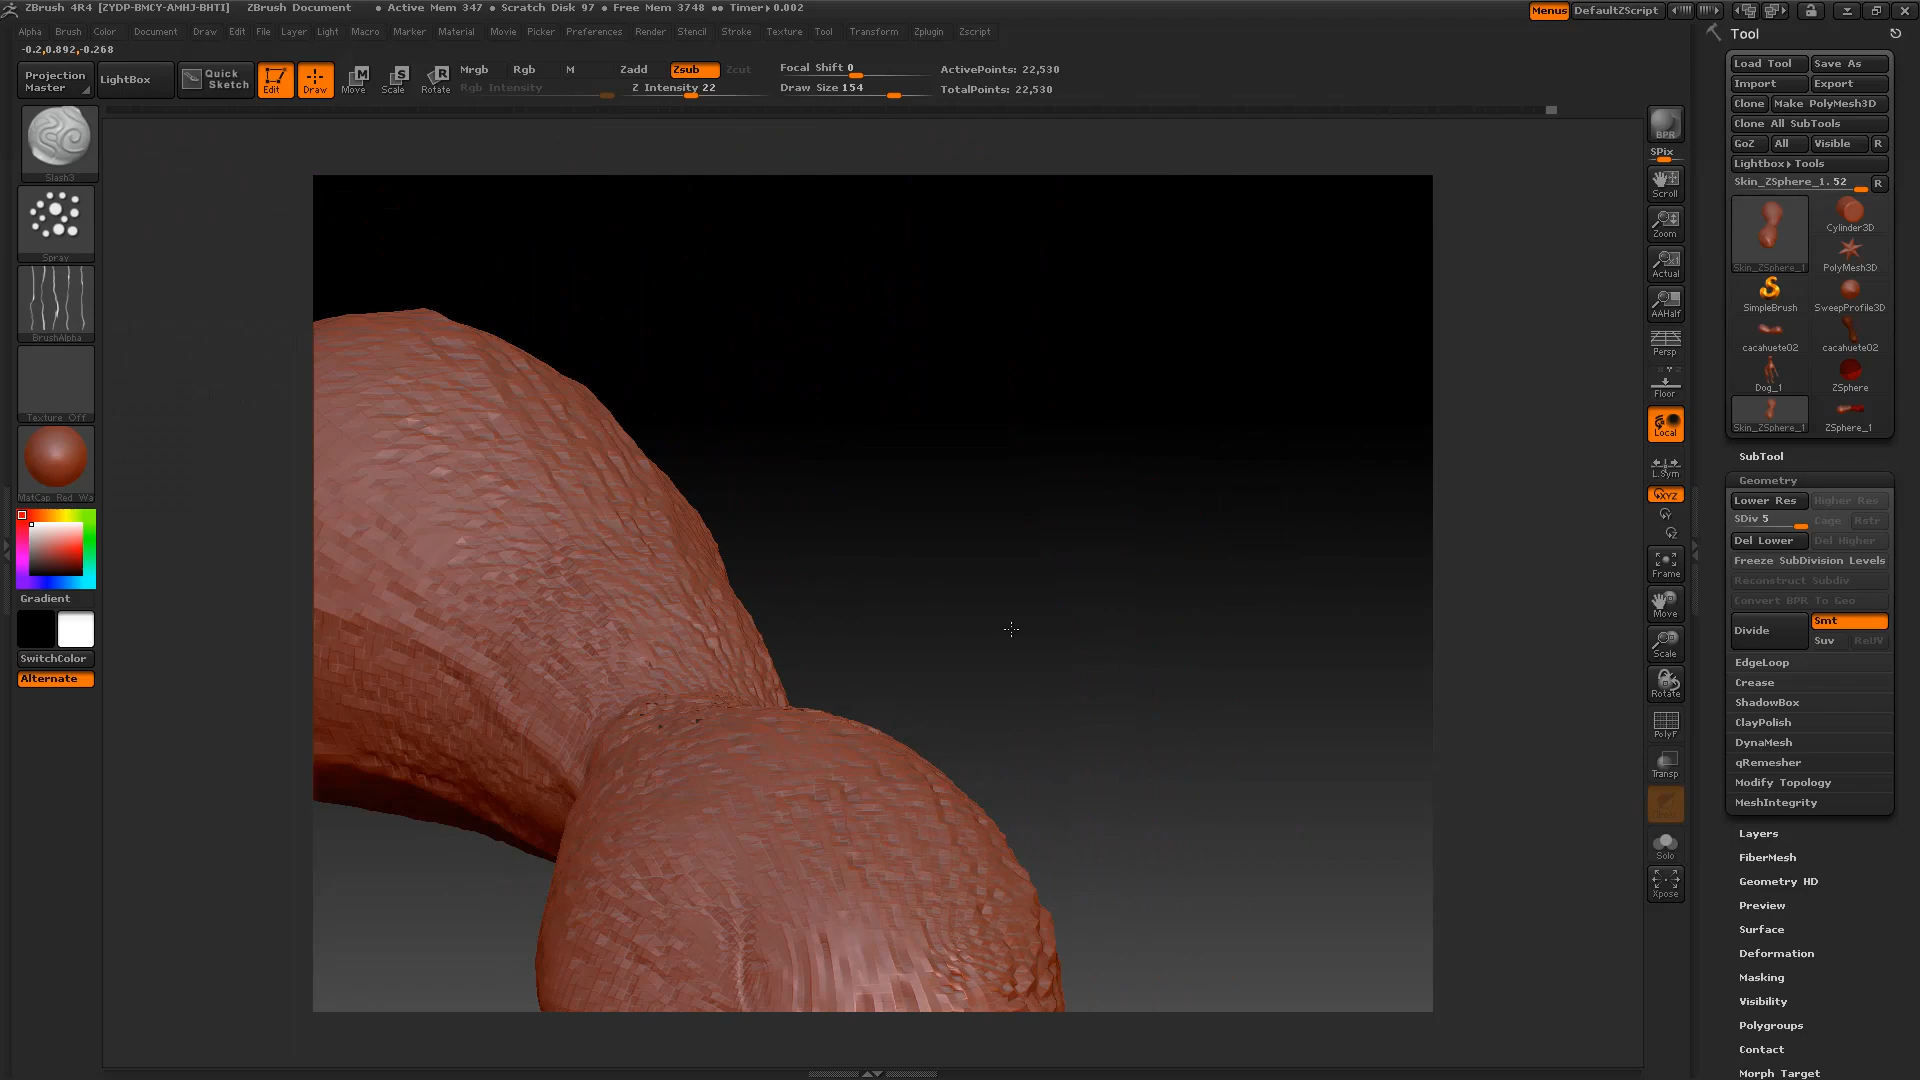 ZBrush 4R4 [ZYDP-BMCY-AMHJ-BHTI] ZBrush Document • Active Mem 347 • Scratch Disk 97 • Free Mem 3748 •• Timer▸0.002 Menus DefaultZScript
Alpha Brush Color Document Draw Edit File Layer Light Macro Marker Material Movie Picker Preferences Render Stencil Stroke Texture Tool Transform Zplugin Zscript
-0.2,0.892,-0.268
Projection Master
LightBox
Quick Sketch
Edit
Draw
Move
Scale
Rotate
Mrgb Rgb M
Rgb Intensity
Zadd Zsub Zcut
Z Intensity 22
Focal Shift 0
Draw Size 154
ActivePoints: 22,530
TotalPoints: 22,530
Slash3
Spray
BrushAlpha
Texture Off
MatCap Red Wa
Gradient
SwitchColor
Alternate
BPR
SPix
Scroll
Zoom
Actual
AAHalf
Persp
Floor
Local
L.Sym
XYZ
Frame
Move
Scale
Rotate
PolyF
Transp
Solo
Xpose
Tool
Load Tool Save As
Import Export
Clone Make PolyMesh3D
Clone All SubTools
GoZ All Visible R
Lightbox▸Tools
Skin_ZSphere_1. 52 R
Skin_ZSphere_1
Cylinder3D
PolyMesh3D
SimpleBrush
SweepProfile3D
cacahuete02
cacahuete02
Dog_1
ZSphere
Skin_ZSphere_1
ZSphere_1
SubTool
Geometry
Lower Res Higher Res
SDiv 5 Cage Rstr
Del Lower Del Higher
Freeze SubDivision Levels
Reconstruct Subdiv
Convert BPR To Geo
Divide
Smt
Suv ReUV
EdgeLoop
Crease
ShadowBox
ClayPolish
DynaMesh
qRemesher
Modify Topology
MeshIntegrity
Layers
FiberMesh
Geometry HD
Preview
Surface
Deformation
Masking
Visibility
Polygroups
Contact
Morph Target